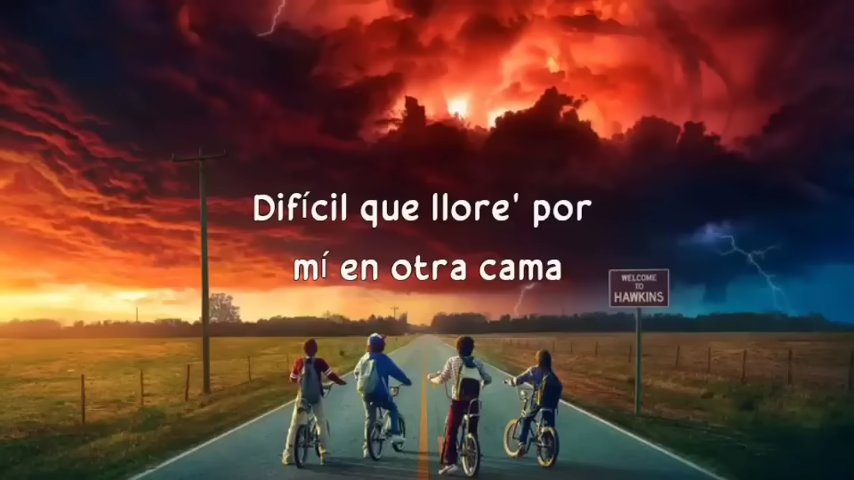 Difícil que llore' por
mí en otra cama
WELCOME
TO
HAWKINS